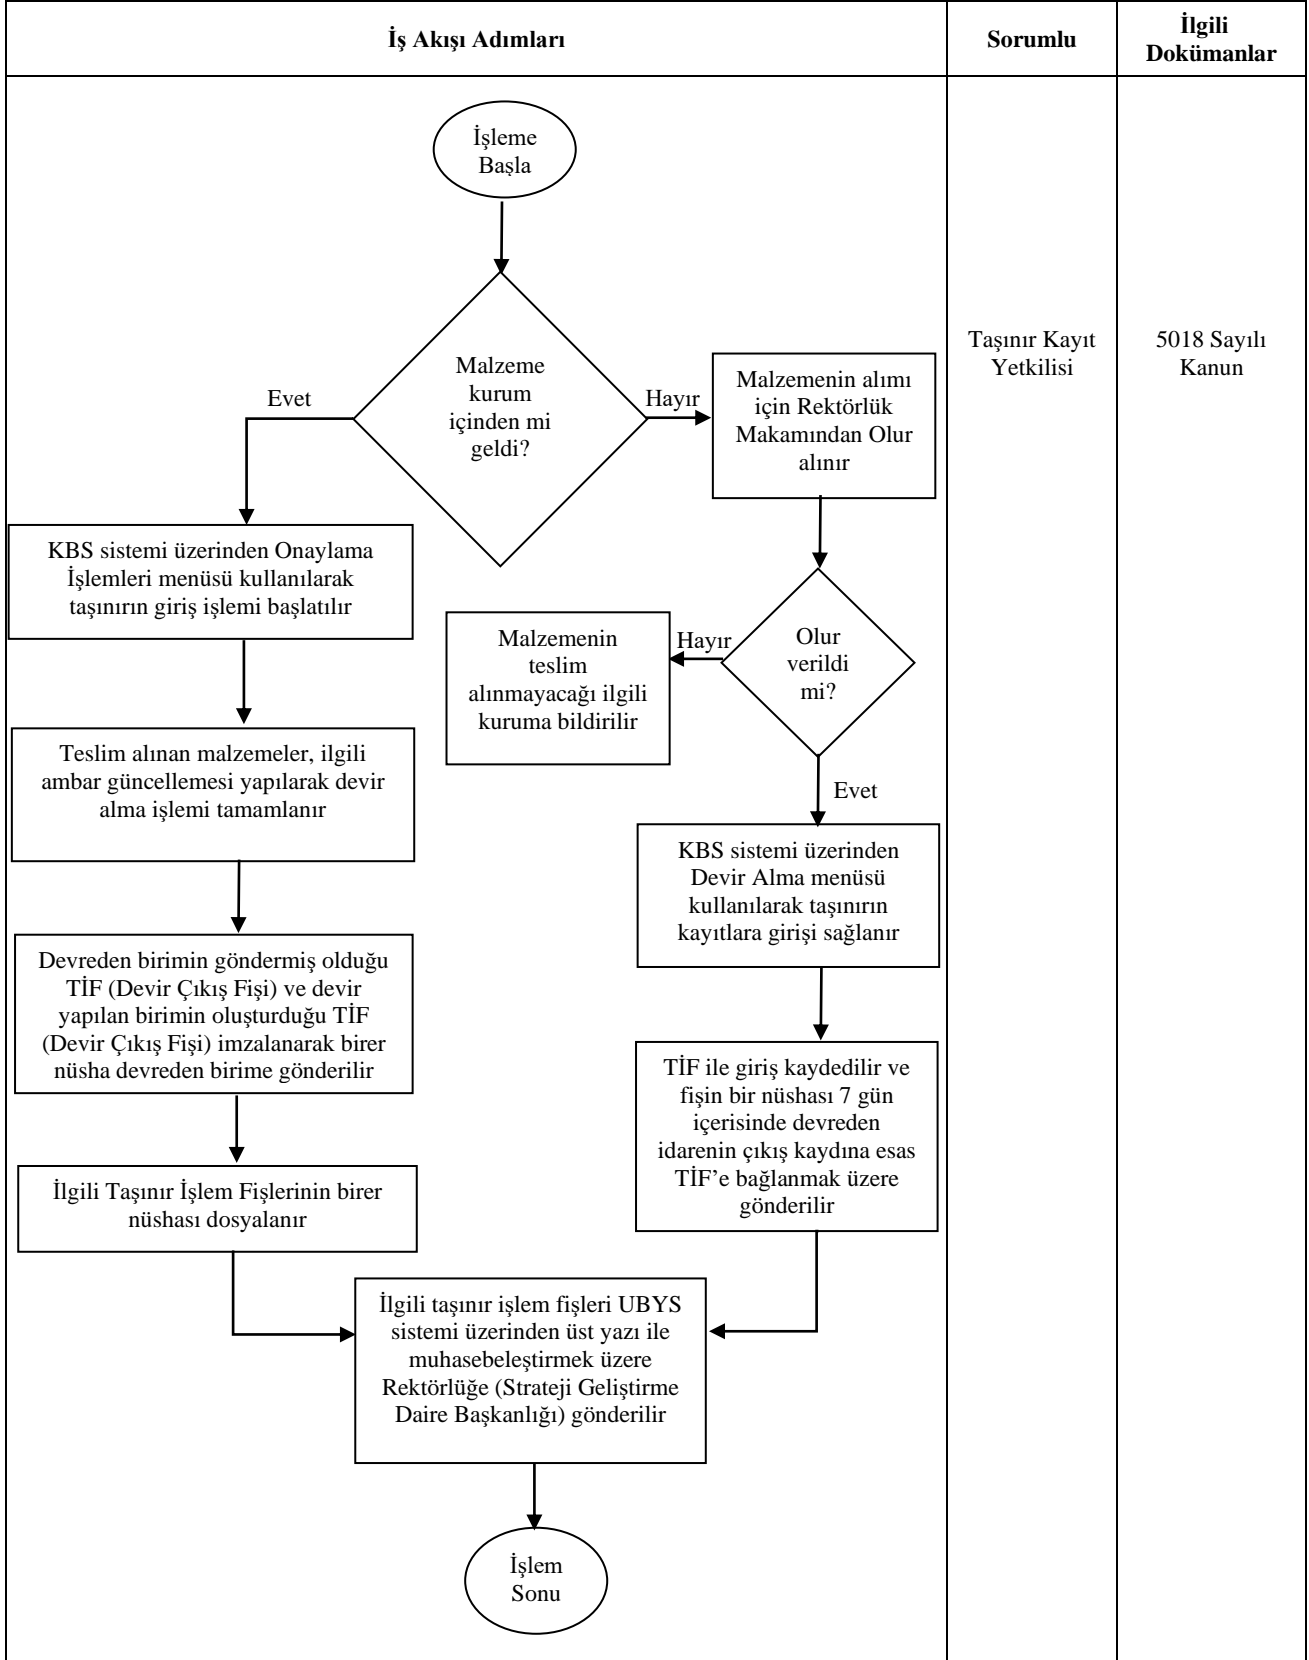 İş Akışı Adımları
Sorumlu
İlgili
Dokümanlar
İşleme
Başla
Malzeme
kurum
içinden mi
geldi?
Evet
Hayır
Malzemenin alımı
için Rektörlük
Makamından Olur
alınır
Taşınır Kayıt
Yetkilisi
5018 Sayılı
Kanun
KBS sistemi üzerinden Onaylama
İşlemleri menüsü kullanılarak
taşınırın giriş işlemi başlatılır
Olur
verildi
mi?
Hayır
Malzemenin
teslim
alınmayacağı ilgili
kuruma bildirilir
Evet
Teslim alınan malzemeler, ilgili
ambar güncellemesi yapılarak devir
alma işlemi tamamlanır
KBS sistemi üzerinden
Devir Alma menüsü
kullanılarak taşınırın
kayıtlara girişi sağlanır
Devreden birimin göndermiş olduğu
TİF (Devir Çıkış Fişi) ve devir
yapılan birimin oluşturduğu TİF
(Devir Çıkış Fişi) imzalanarak birer
nüsha devreden birime gönderilir
TİF ile giriş kaydedilir ve
fişin bir nüshası 7 gün
içerisinde devreden
idarenin çıkış kaydına esas
TİF’e bağlanmak üzere
gönderilir
İlgili Taşınır İşlem Fişlerinin birer
nüshası dosyalanır
İlgili taşınır işlem fişleri UBYS
sistemi üzerinden üst yazı ile
muhasebeleştirmek üzere
Rektörlüğe (Strateji Geliştirme
Daire Başkanlığı) gönderilir
İşlem
Sonu